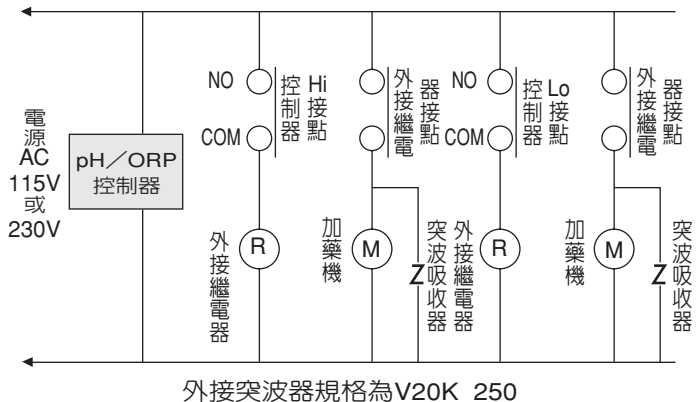 電源
AC
115V
或
230V
pH／ORP
控制器
NO
COM
控制器
Hi接點
外接繼電器
R
外接繼電
器接點
加藥機
M
突波吸收器
Z
NO
COM
控制器
Lo接點
外接繼電器
R
外接繼電
器接點
加藥機
M
突波吸收器
Z
外接突波器規格為V20K 250